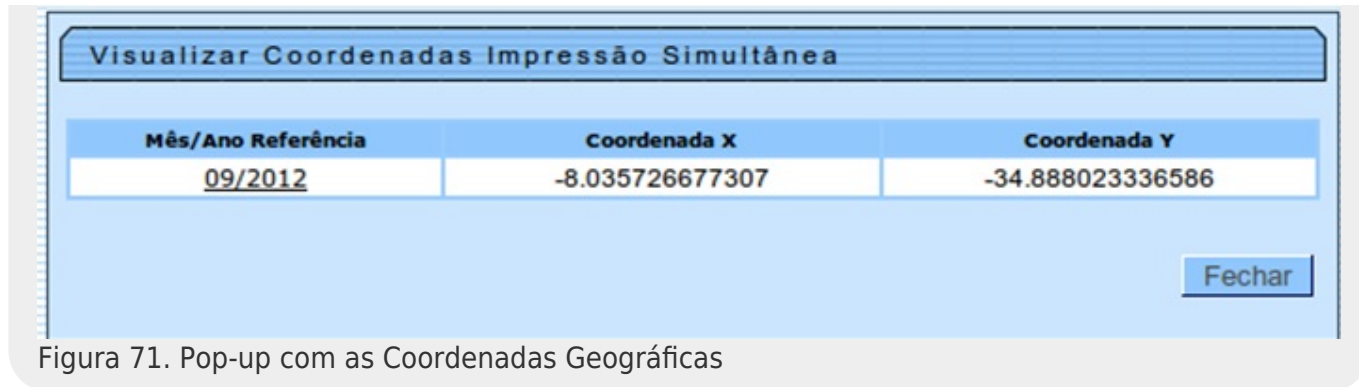 Visualizar Coordenadas Impressão Simultânea
Mês/Ano Referência Coordenada X Coordenada Y
09/2012 -8.035726677307 -34.888023336586
Fechar
Figura 71. Pop-up com as Coordenadas Geográficas